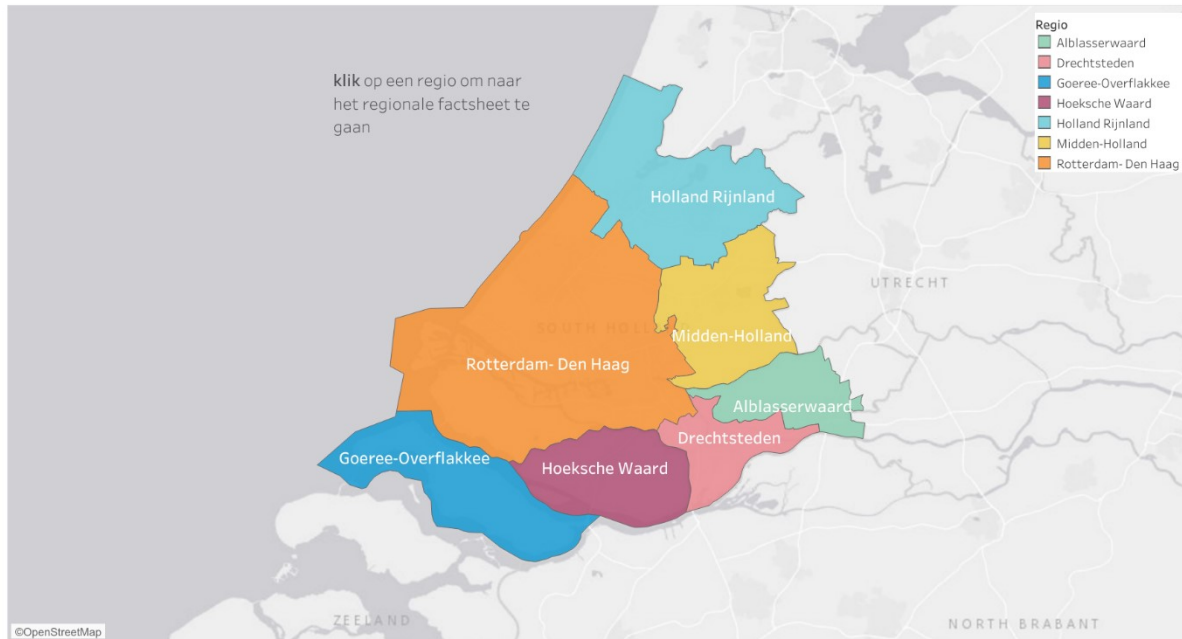 klik op een regio om naar
het regionale factsheet te
gaan
Regio
Alblasserwaard
Drechtsteden
Goeree-Overflakkee
Hoeksche Waard
Holland Rijnland
Midden-Holland
Rotterdam- Den Haag
Holland Rijnland
UTRECHT
SOUTH HOLL
Midden-Holland
Rotterdam- Den Haag
Alblasserwaard
Drechtsteden
Goeree-Overflakkee
Hoeksche Waard
ZEELAND
NORTH BRABANT
©OpenStreetMap